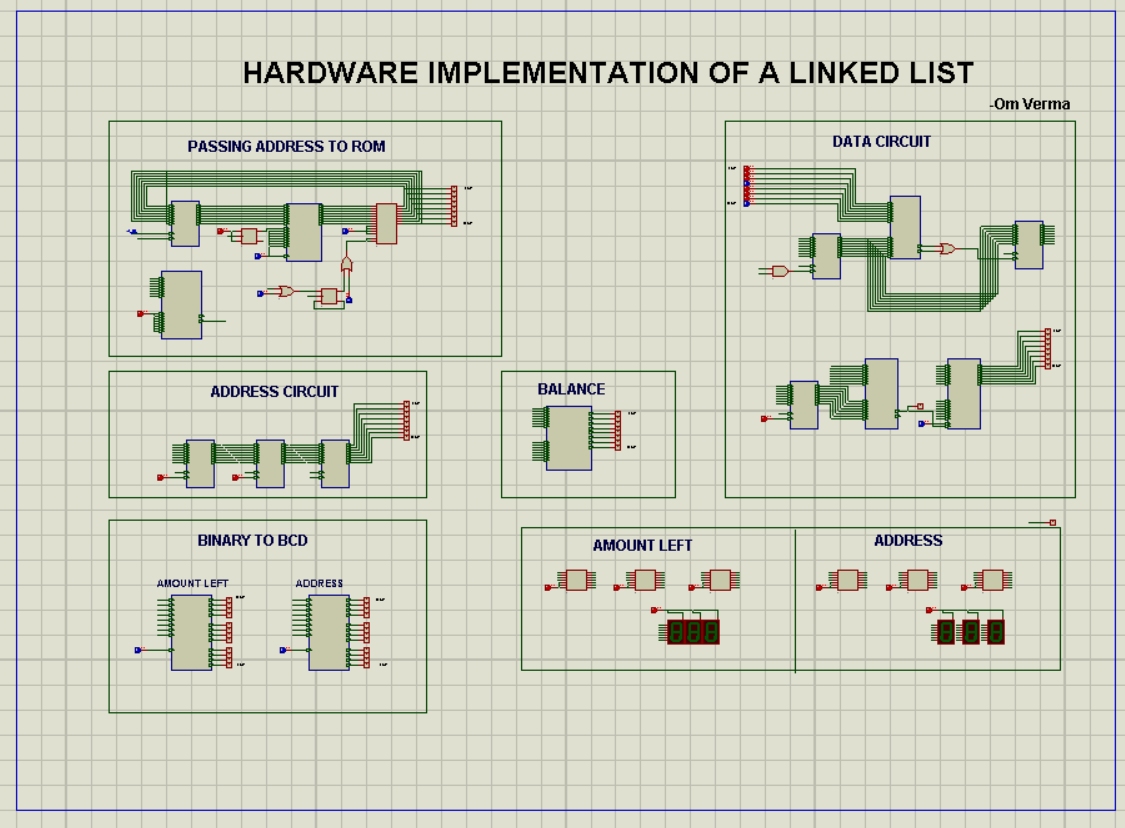 HARDWARE IMPLEMENTATION OF A LINKED LIST
-Om Verma
PASSING ADDRESS TO ROM
DATA CIRCUIT
ADDRESS CIRCUIT
BALANCE
BINARY TO BCD
AMOUNT LEFT
ADDRESS
AMOUNT LEFT
ADDRESS